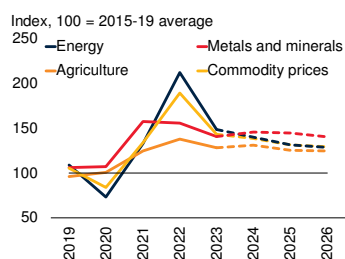 Index, 100 = 2015-19 average
250
Energy
Metals and minerals
200
Agriculture
Commodity prices
150
100
50
2019
2020
2021
2022
2023
2024
2025
2026